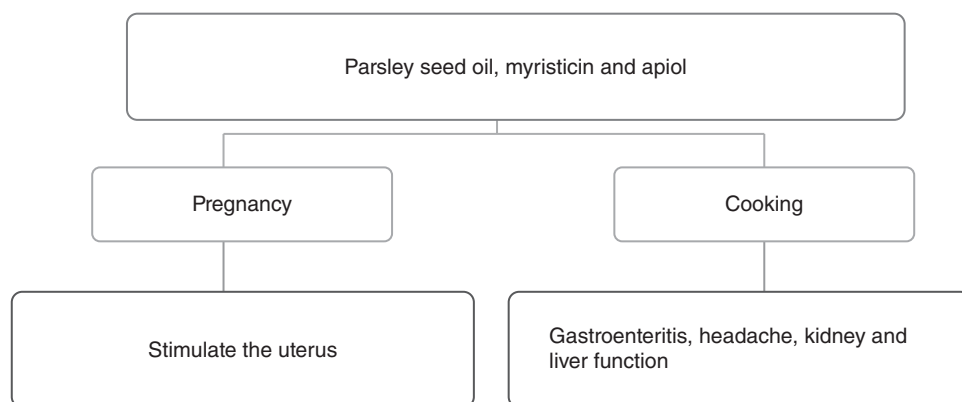 Parsley seed oil, myristicin and apiol
Pregnancy
Cooking
Stimulate the uterus
Gastroenteritis, headache, kidney and
liver function